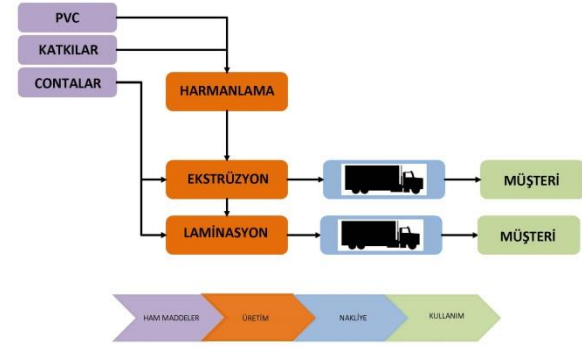 PVC
KATKILAR
CONTALAR
HARMANLAMA
EKSTRÜZYON
MÜŞTERİ
LAMİNASYON
MÜŞTERİ
HAM MADDELER
ÜRETİM
NAKLİYE
KULLANIM